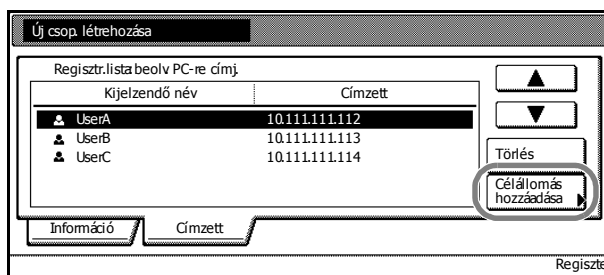 Új csop. létrehozása
Regisztr.lista:beolv PC-re címj.
Kijelzendő név Címzett
UserA 10.111.111.112
UserB 10.111.111.113
UserC 10.111.111.114
Törlés
Célállomás
hozzáadása
Információ Címzett
Regiszte